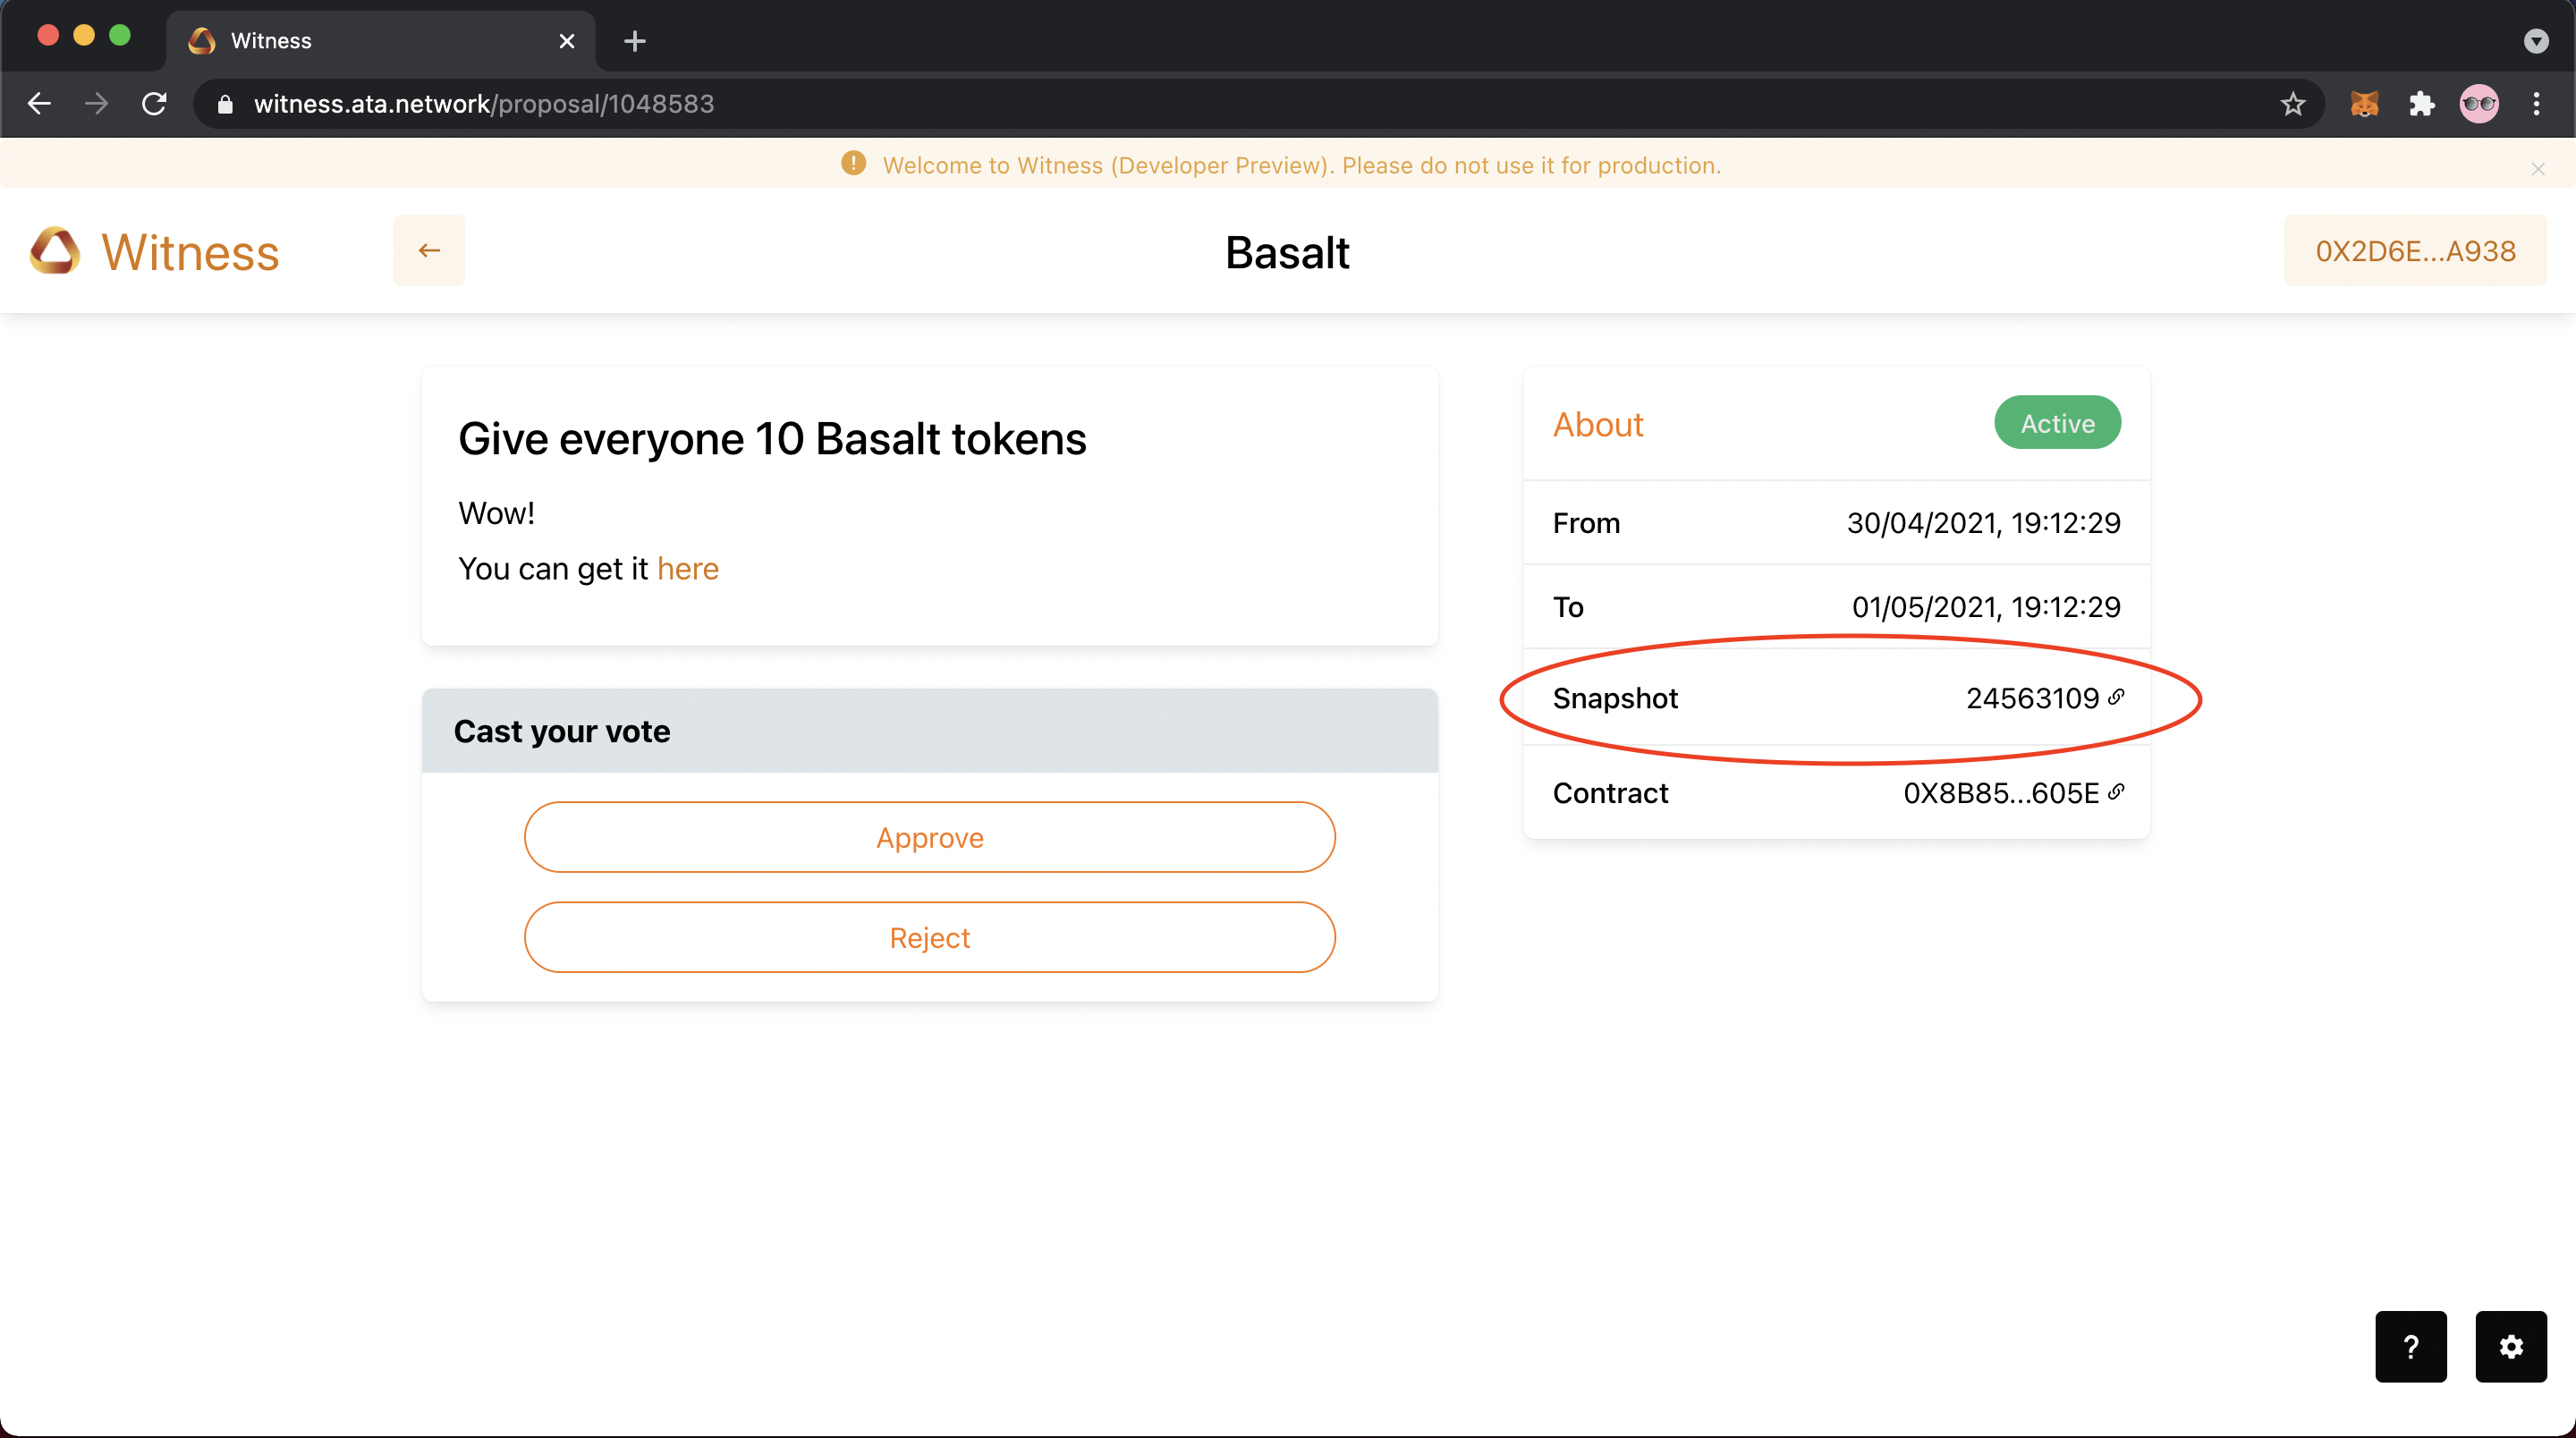 Witness
witness.ata.network/proposal/1048583
Welcome to Witness (Developer Preview). Please do not use it for production.
Witness
Basalt
0X2D6E...A938
Give everyone 10 Basalt tokens
Wow!
You can get it here
Cast your vote
Approve
Reject
About
Active
From 30/04/2021, 19:12:29
To 01/05/2021, 19:12:29
Snapshot 24563109
Contract 0X8B85...605E
?